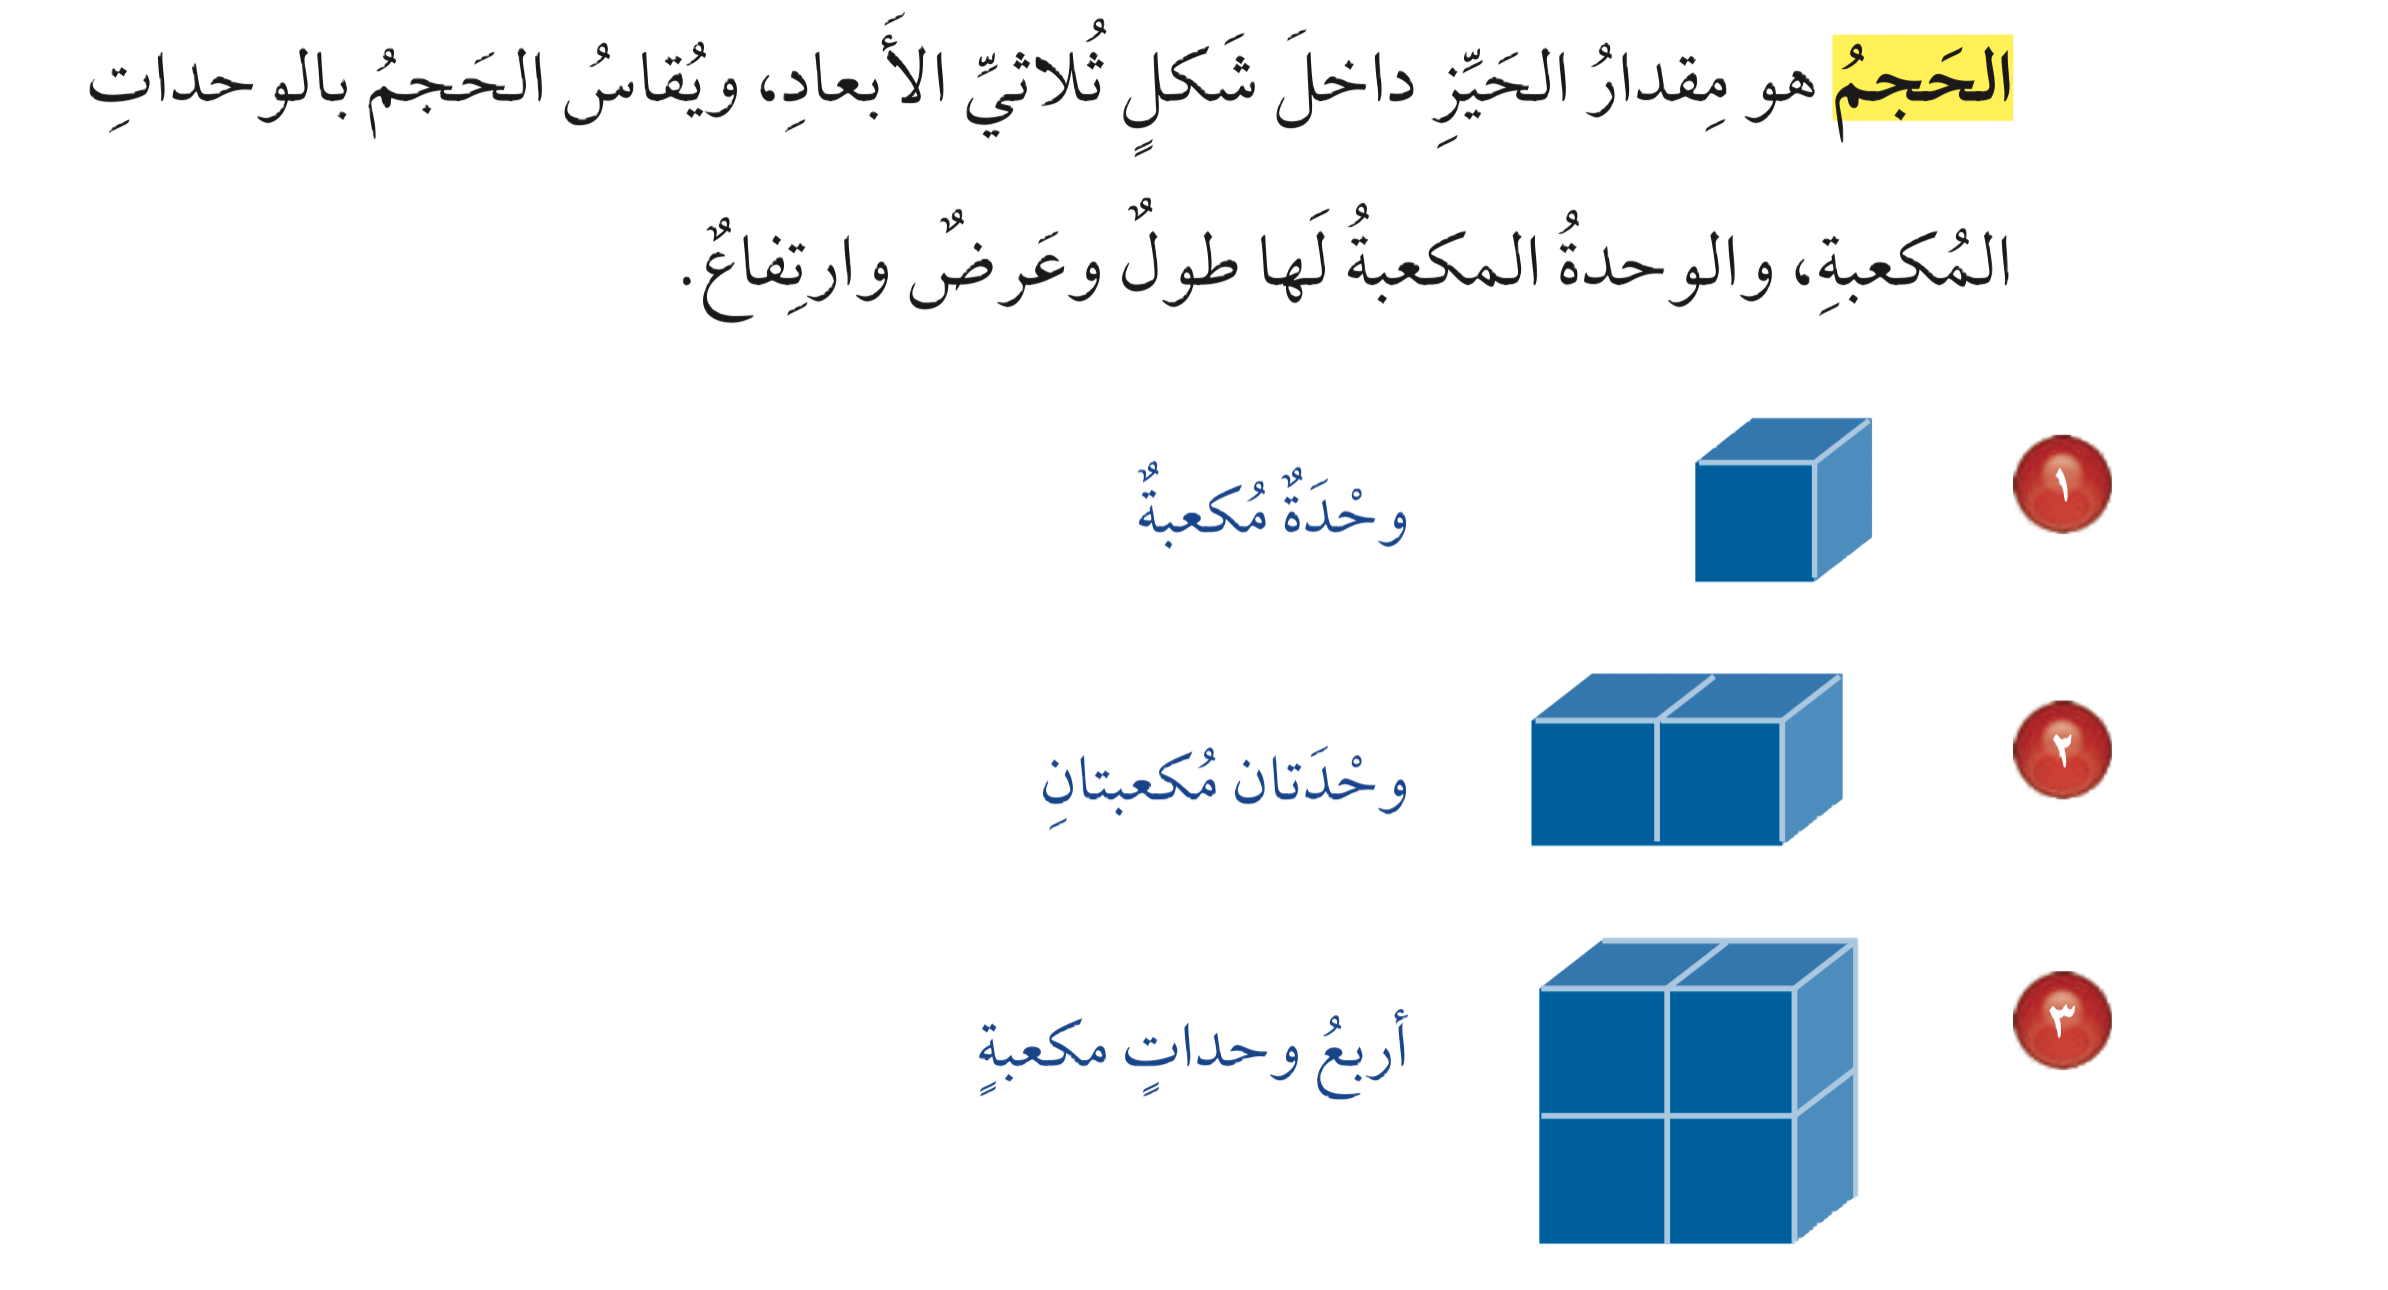 الحَجمُ هو مِقدارُ الحَيِّزِ داخلَ شَكلٍ ثُلاثيِّ الأَبعادِ، ويُقاسُ الحَجمُ بالوحداتِ
المُكعبةِ، والوحدةُ المكعبةُ لَها طولٌ وعَرضٌ وارتِفاعٌ.
١ وحْدَةٌ مُكعبةٌ
٢ وحْدَتان مُكعبتانِ
٣ أربعُ وحداتٍ مكعبةٍ